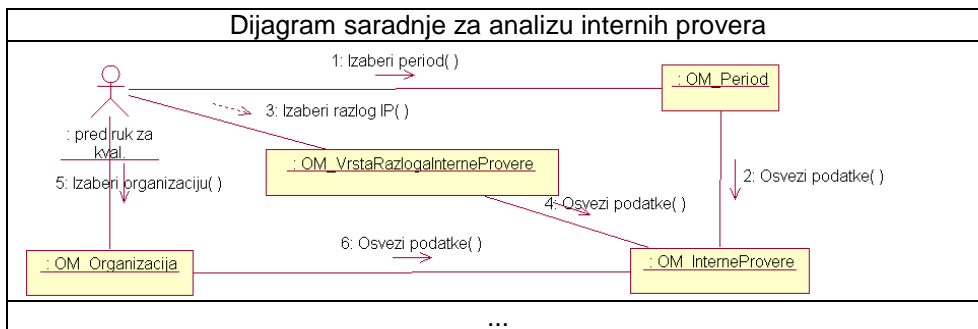 Dijagram saradnje za analizu internih provera
1: Izaberi period( )
: OM_Period
3: Izaberi razlog IP( )
: pred ruk za
kval.
: OM_VrstaRazlogaInterneProvere
5: Izaberi organizaciju( )
2: Osvezi podatke( )
4: Osvezi podatke( )
6: Osvezi podatke( )
: OM_Organizacija
: OM_InterneProvere
...